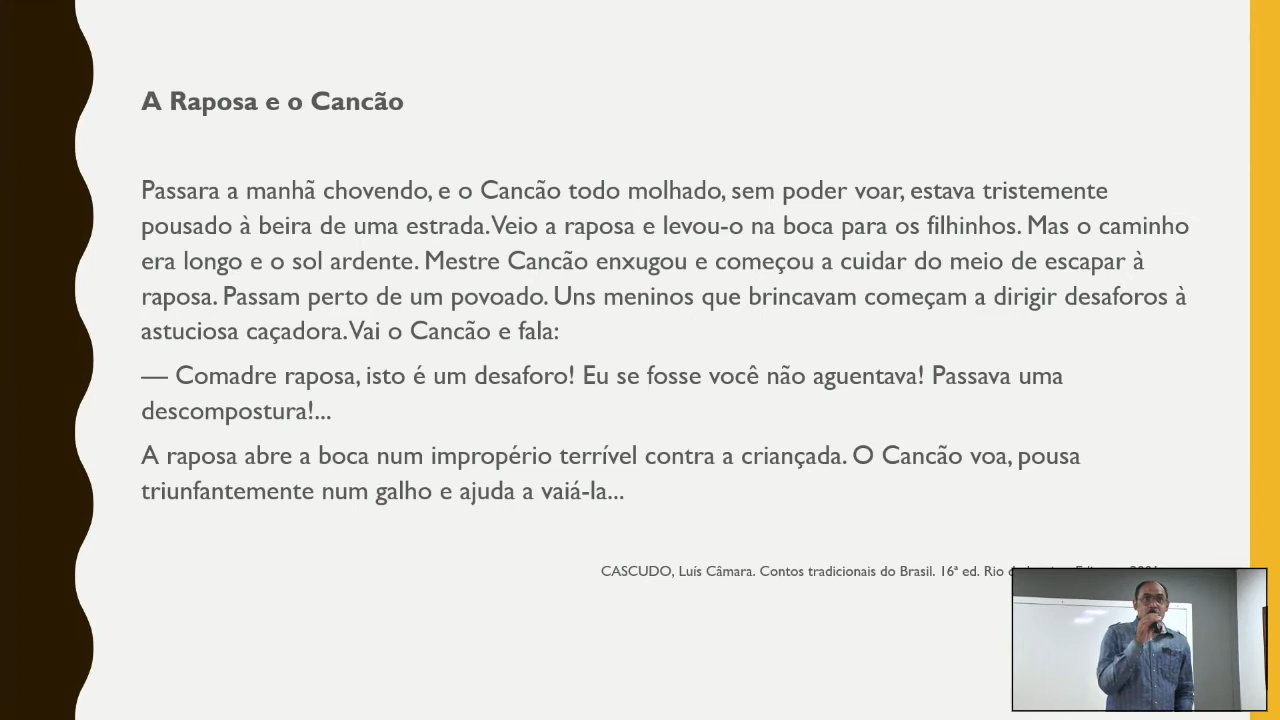 A Raposa e o Cancão
Passara a manhã chovendo, e o Cancão todo molhado, sem poder voar, estava tristemente
pousado à beira de uma estrada. Veio a raposa e levou-o na boca para os filhinhos. Mas o caminho
era longo e o sol ardente. Mestre Cancão enxugou e começou a cuidar do meio de escapar à
raposa. Passam perto de um povoado. Uns meninos que brincavam começam a dirigir desaforos à
astuciosa caçadora. Vai o Cancão e fala:
— Comadre raposa, isto é um desaforo! Eu se fosse você não aguentava! Passava uma
descompostura!...
A raposa abre a boca num impropério terrível contra a criançada. O Cancão voa, pousa
triunfantemente num galho e ajuda a vaiá-la...
CASCUDO, Luís Câmara. Contos tradicionais do Brasil. 16ª ed. Rio